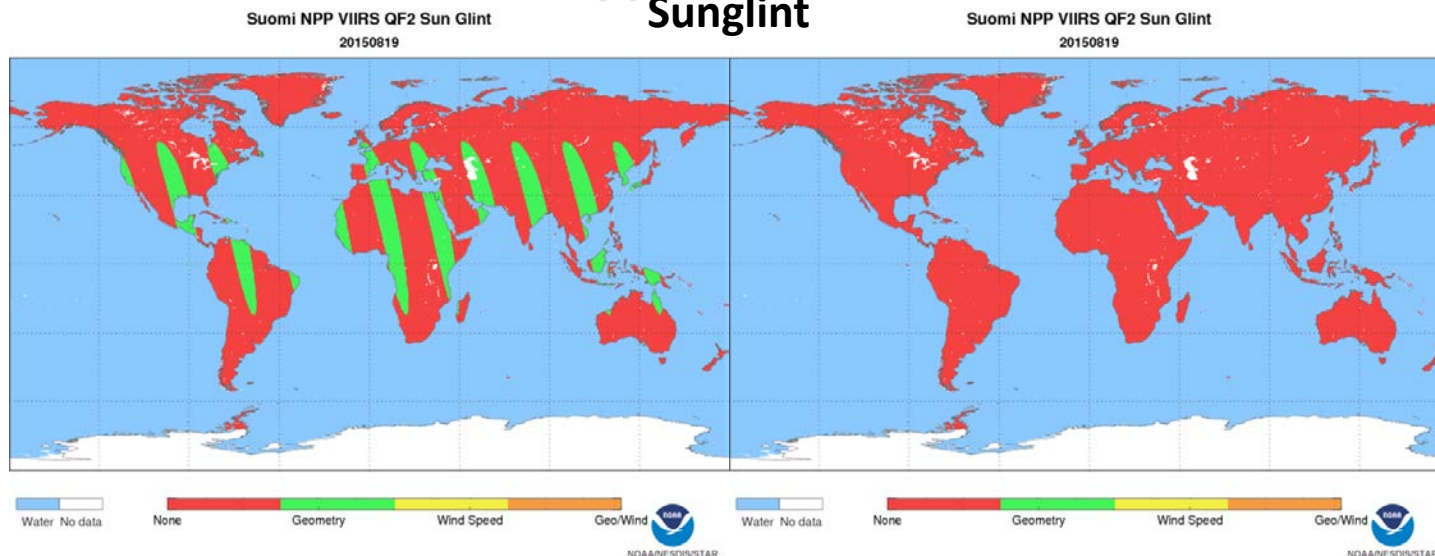 Sunglint
Suomi NPP VIIRS QF2 Sun Glint
20150819
Water No data
None Geometry Wind Speed Geo/Wind
NOAA
NOAA/NESDIS/STAR
Suomi NPP VIIRS QF2 Sun Glint
20150819
Water No data
None Geometry Wind Speed Geo/Wind
NOAA
NOAA/NESDIS/STAR